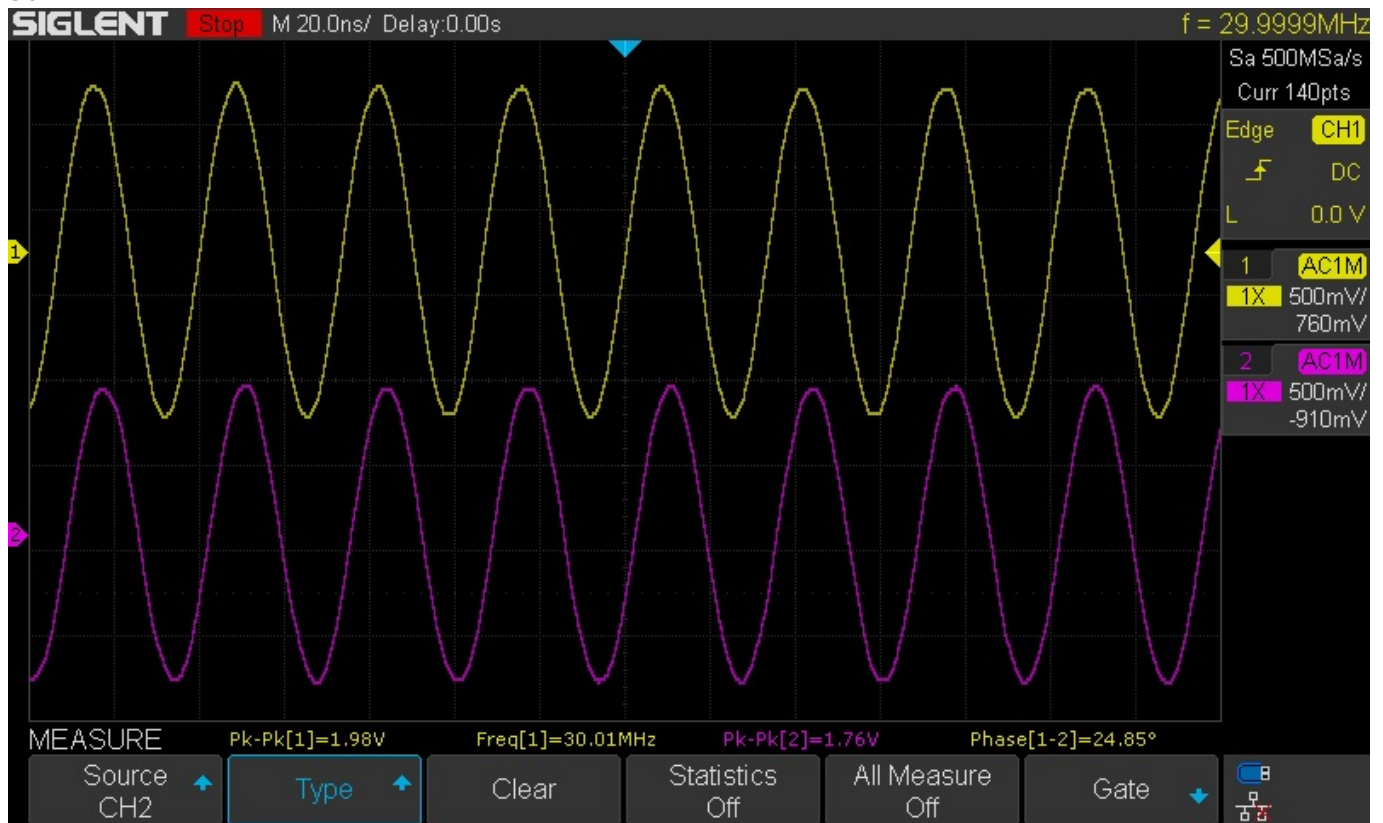 SIGLENT Stop M 20.0ns/ Delay:0.00s f = 29.9999MHz
Sa 500MSa/s
Curr 140pts
Edge CH1
DC
L 0.0 V
1 AC1M
1X 500mV/
760mV
2 AC1M
1X 500mV/
-910mV
1
2
MEASURE Pk-Pk[1]=1.98V Freq[1]=30.01MHz Pk-Pk[2]=1.76V Phase[1-2]=24.85°
Source
CH2
Type
Clear
Statistics
Off
All Measure
Off
Gate